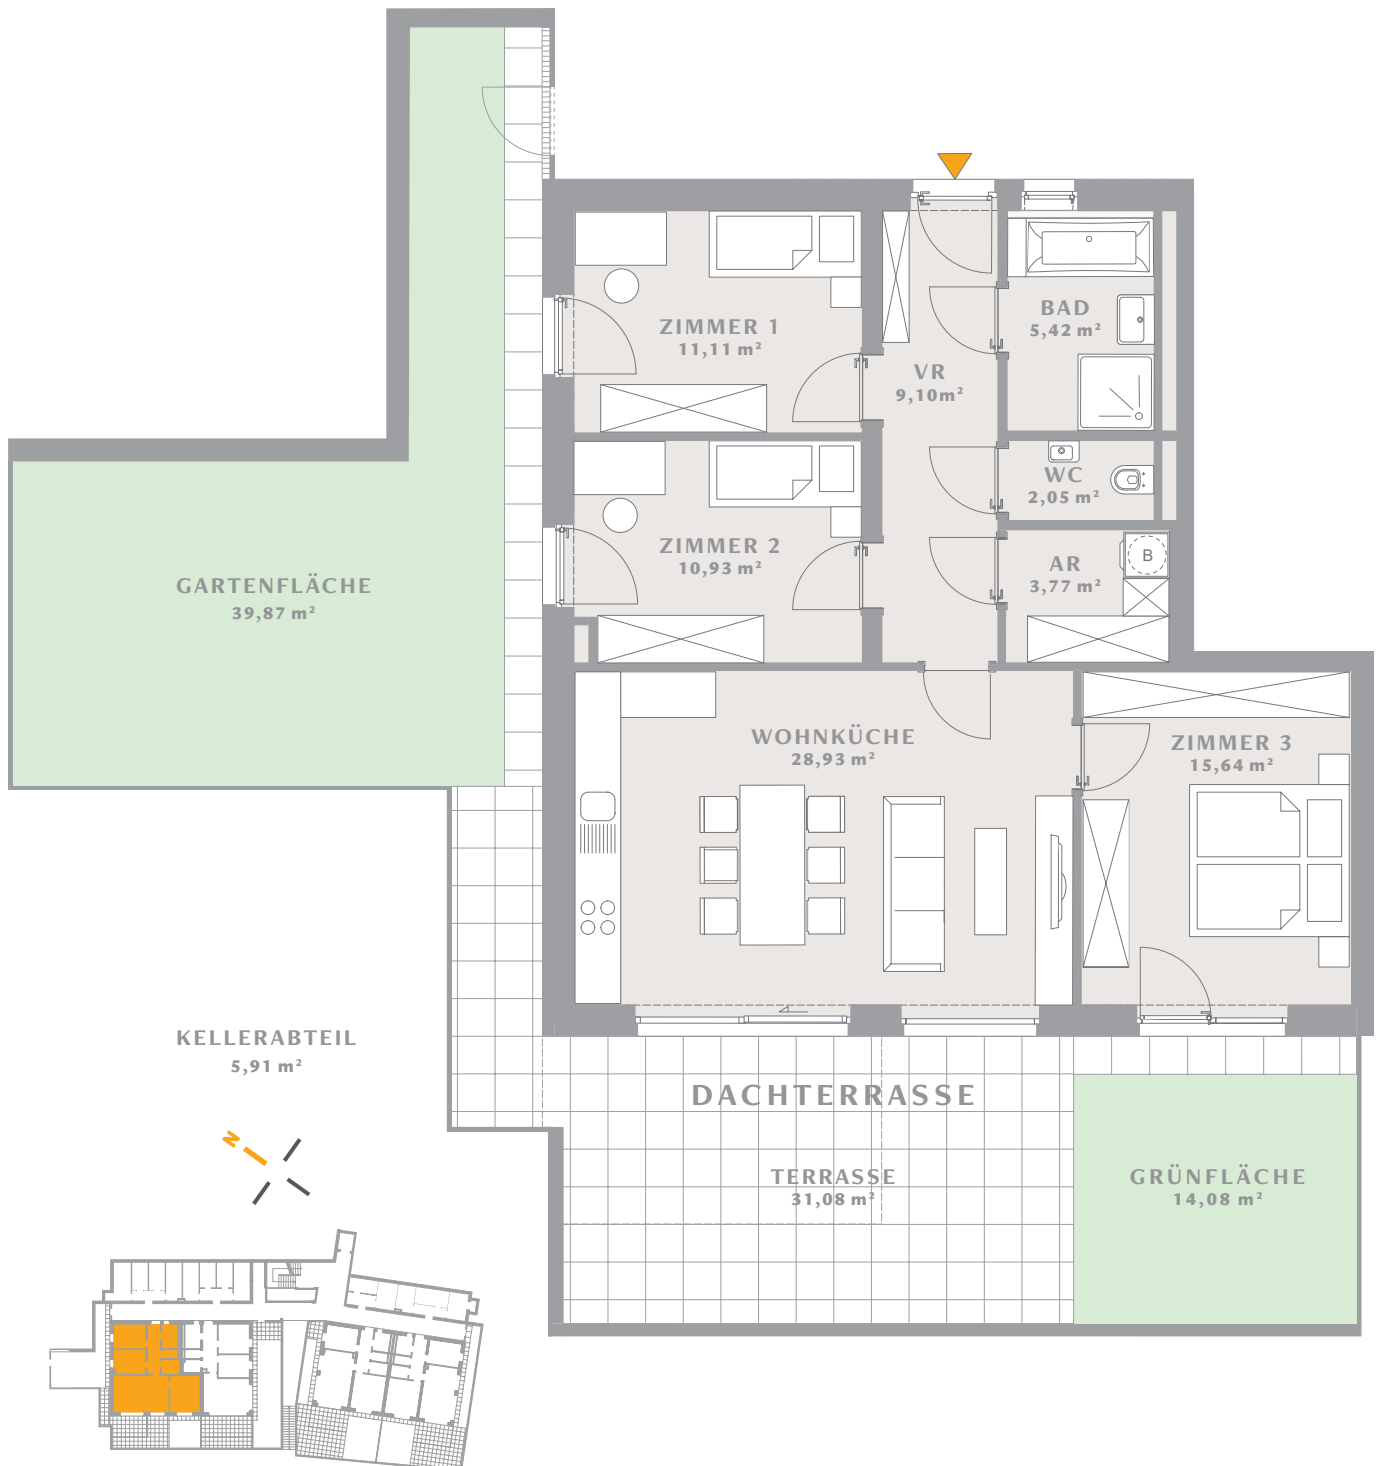 ZIMMER 1
11,11 m²
BAD
5,42 m²
VR
9,10m²
WC
2,05 m²
ZIMMER 2
10,93 m²
AR
3,77 m²
B
GARTENFLÄCHE
39,87 m²
WOHNKÜCHE
28,93 m²
ZIMMER 3
15,64 m²
KELLERABTEIL
5,91 m²
DACHTERRASSE
TERRASSE
31,08 m²
GRÜNFLÄCHE
14,08 m²
N